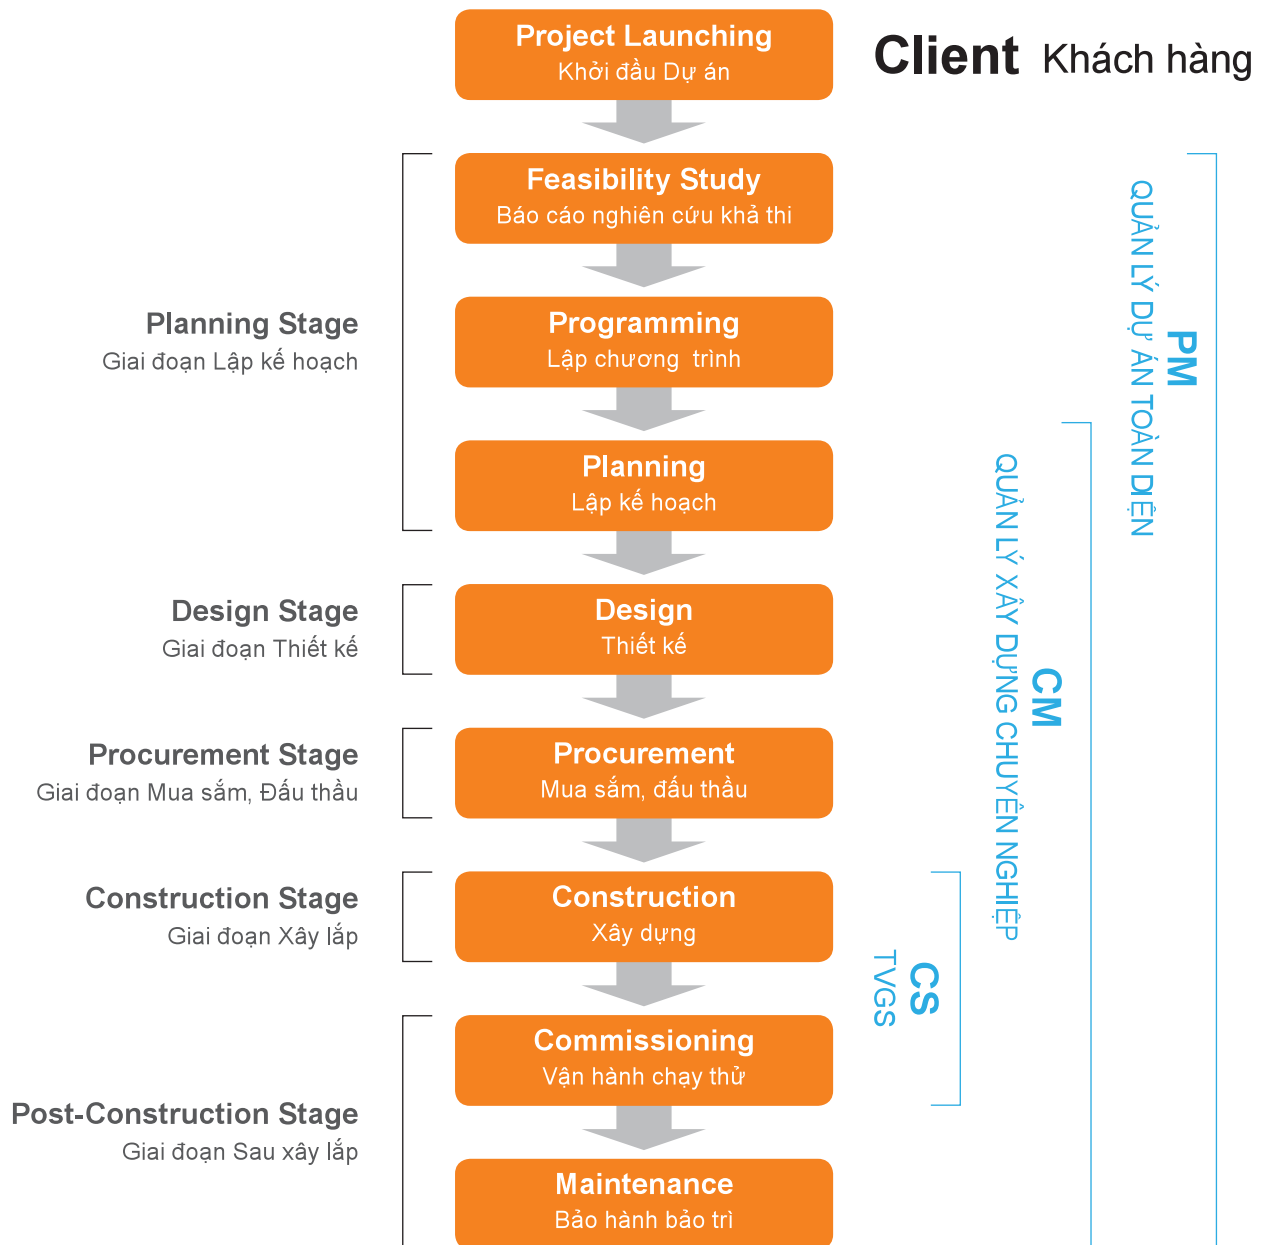 Project Launching
Khởi đầu Dự án
Client Khách hàng
Feasibility Study
Báo cáo nghiên cứu khả thi
Planning Stage
Giai đoạn Lập kế hoạch
Programming
Lập chương trình
Planning
Lập kế hoạch
PM
QUẢN LÝ DỰ ÁN TOÀN DIỆN
Design Stage
Giai đoạn Thiết kế
Design
Thiết kế
CM
QUẢN LÝ XÂY DỰNG CHUYÊN NGHIỆP
Procurement Stage
Giai đoạn Mua sắm, Đấu thầu
Procurement
Mua sắm, đấu thầu
Construction Stage
Giai đoạn Xây lắp
Construction
Xây dựng
CS
TVGS
Commissioning
Vận hành chạy thử
Post-Construction Stage
Giai đoạn Sau xây lắp
Maintenance
Bảo hành bảo trì